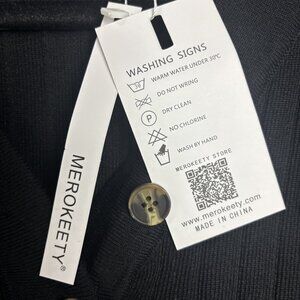 WASHING SIGNS
30°
WARM WATER UNDER 30℃
DO NOT WRING
P
DRY CLEAN
NO CHLORINE
WASH BY HAND
MEROKEETY STORE
www.merokeety.com
MADE IN CHINA
MEROKEETY®